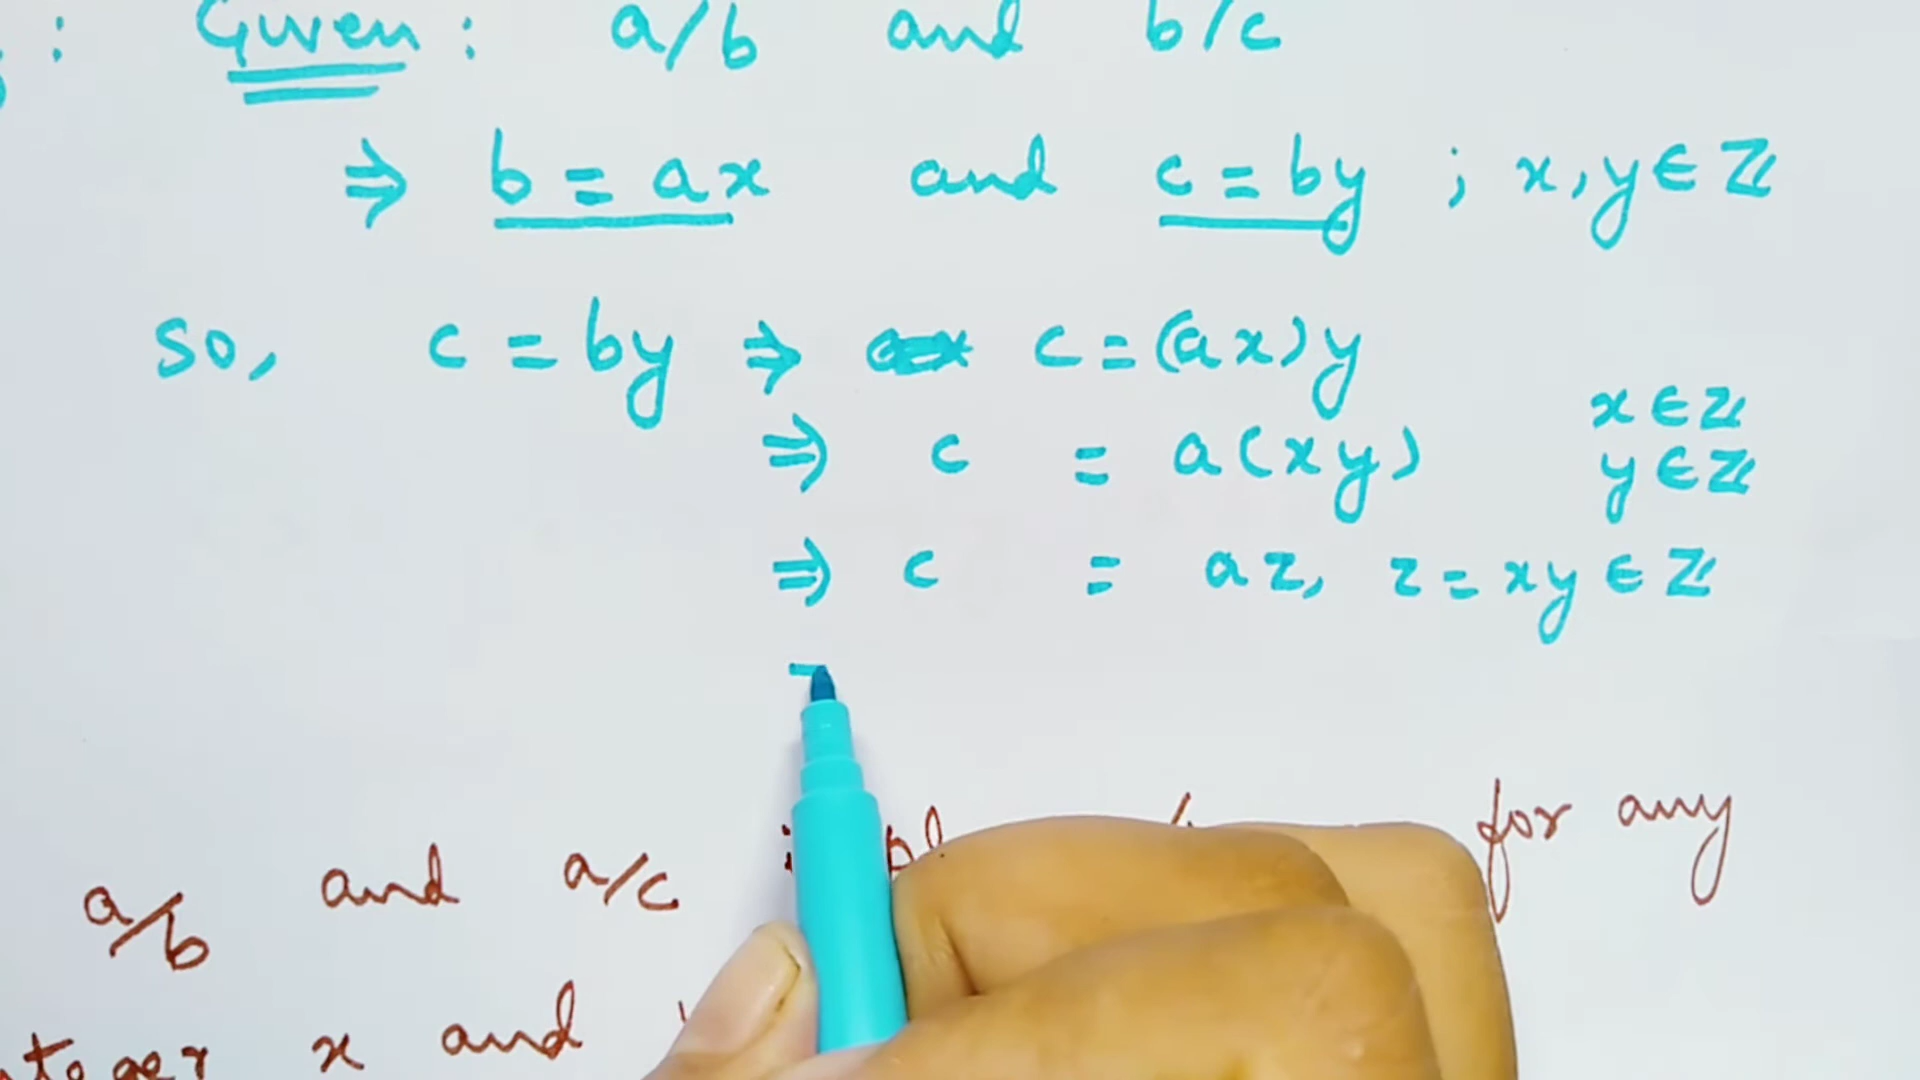 : Given : a/b and b/c
⇒ b = ax and c = by ; x, y ∈ ℤ
so, c = by ⇒ c = (ax)y
x ∈ ℤ
⇒ c = a(xy) y ∈ ℤ
⇒ c = az, z = xy ∈ ℤ
a/b and a/c for any
x and